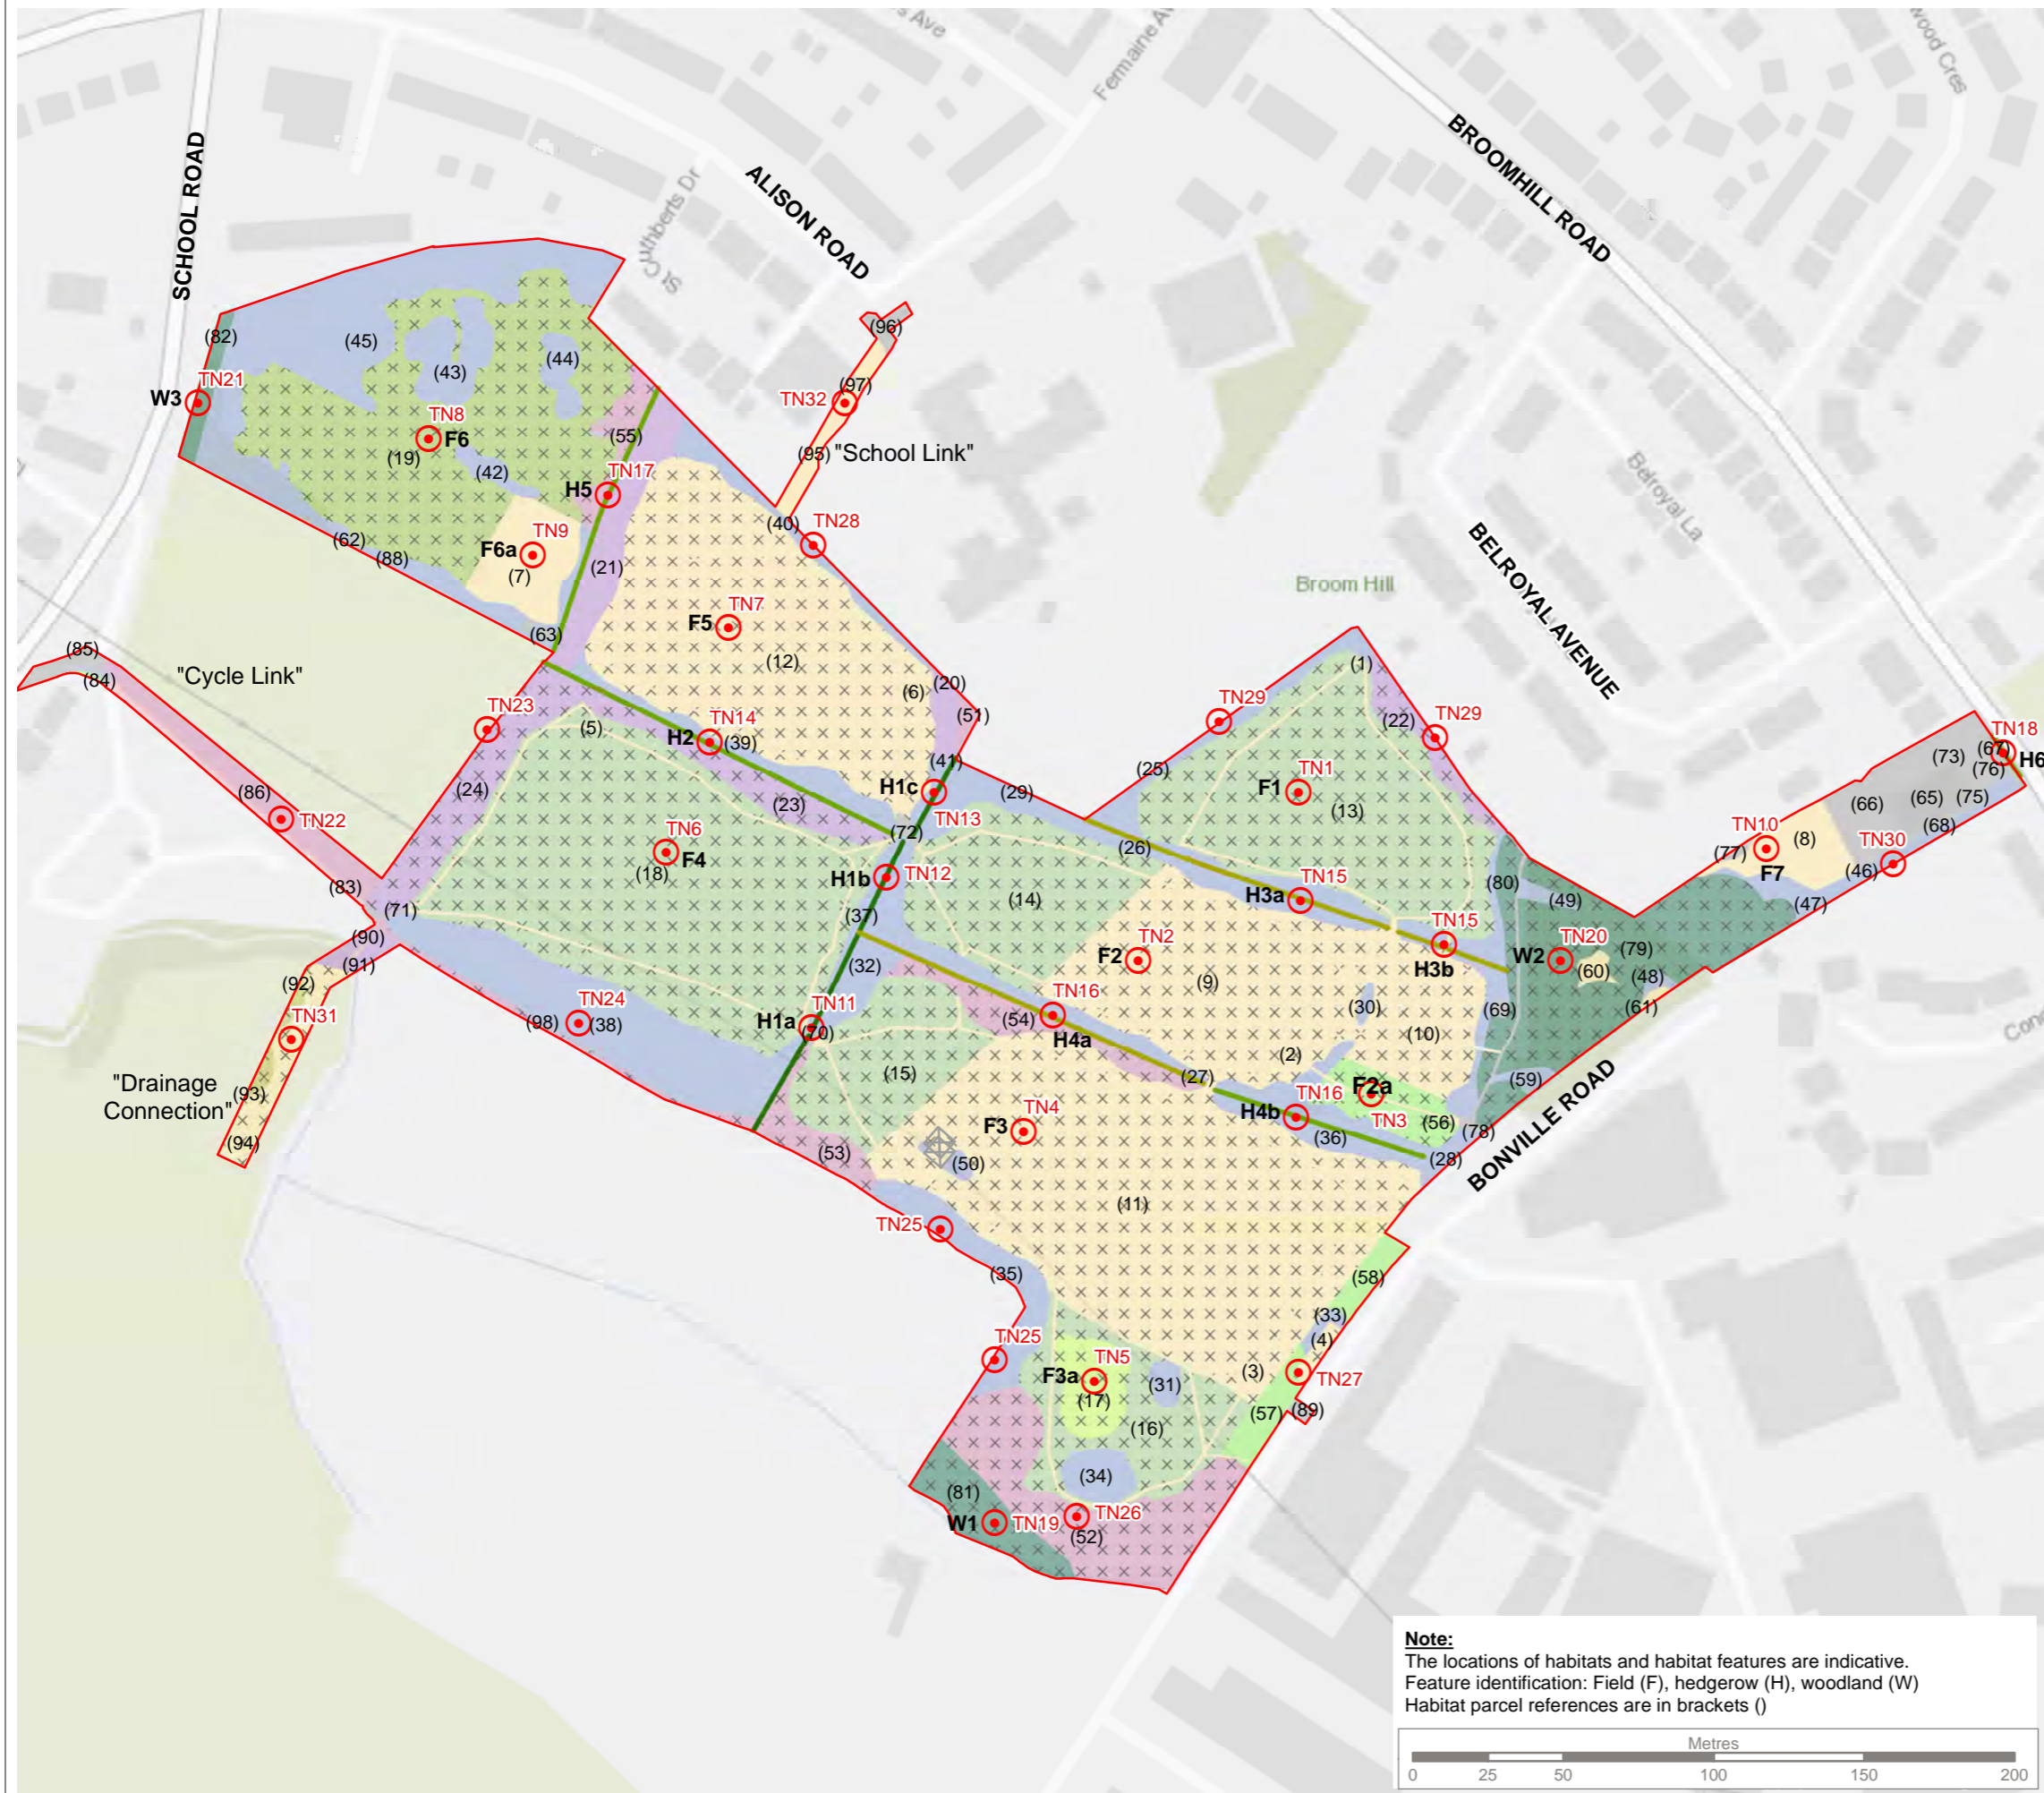 s Ave
Fermaine Av
wood Cres
BROOMHILL ROAD
SCHOOL ROAD
ALISON ROAD
St Cuthberts Dr
(82)
(45)
(43)
(44)
(96)
TN21
W3
TN8
F6
(19)
(42)
(55)
TN17
H5
TN32
(97)
(95)
"School Link"
Belroyal La
BELROYAL AVENUE
Broom Hill
(40)
TN28
TN9
F6a
(7)
(62)
(88)
(21)
(63)
TN7
F5
(12)
(6)
(20)
(51)
(85)
(84)
"Cycle Link"
TN23
(5)
TN14
H2
(39)
(1)
TN29
(22)
TN29
(24)
(23)
(41)
H1c
TN13
(29)
(25)
TN1
F1
(13)
TN18
(67)
H6
(73)
(76)
(66)
(65)
(75)
(68)
(86)
TN22
TN6
F4
(18)
(72)
H1b
TN12
(26)
TN10
(8)
(77)
F7
TN30
(46)
(83)
(71)
(37)
(14)
H3a
TN15
TN15
H3b
(80)
(49)
(47)
(90)
(91)
(92)
(32)
TN2
F2
(9)
(30)
(10)
(69)
W2
TN20
(60)
(79)
(48)
(61)
Con
TN31
TN24
(98)
(38)
TN11
H1a
(70)
TN16
(54)
H4a
(2)
(27)
"Drainage
Connection"
(93)
(94)
(15)
TN4
F3
(50)
(53)
H4b
TN16
(36)
F2a
TN3
(56)
(59)
(78)
(28)
BONVILLE ROAD
(11)
TN25
(35)
(58)
(33)
(4)
(3)
TN27
(57)
(89)
TN25
TN5
F3a
(17)
(31)
(16)
(34)
(81)
W1
TN19
TN26
(52)
Note:
The locations of habitats and habitat features are indicative.
Feature identification: Field (F), hedgerow (H), woodland (W)
Habitat parcel references are in brackets ()
Metres
0 25 50 100 150 200